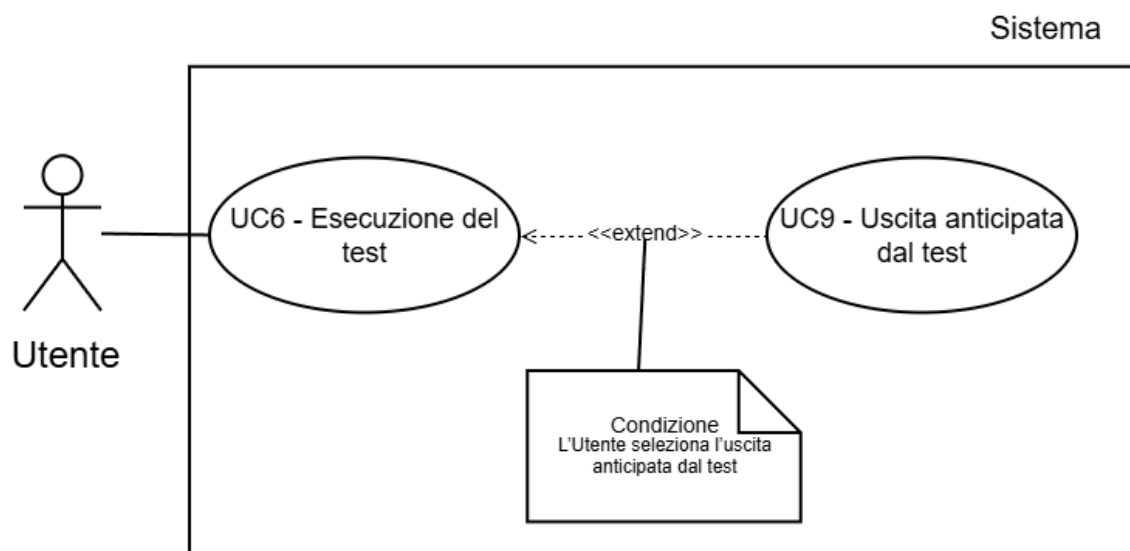 Sistema
UC6 - Esecuzione del
test
<<extend>>
UC9 - Uscita anticipata
dal test
Utente
Condizione
L'Utente seleziona l'uscita
anticipata dal test